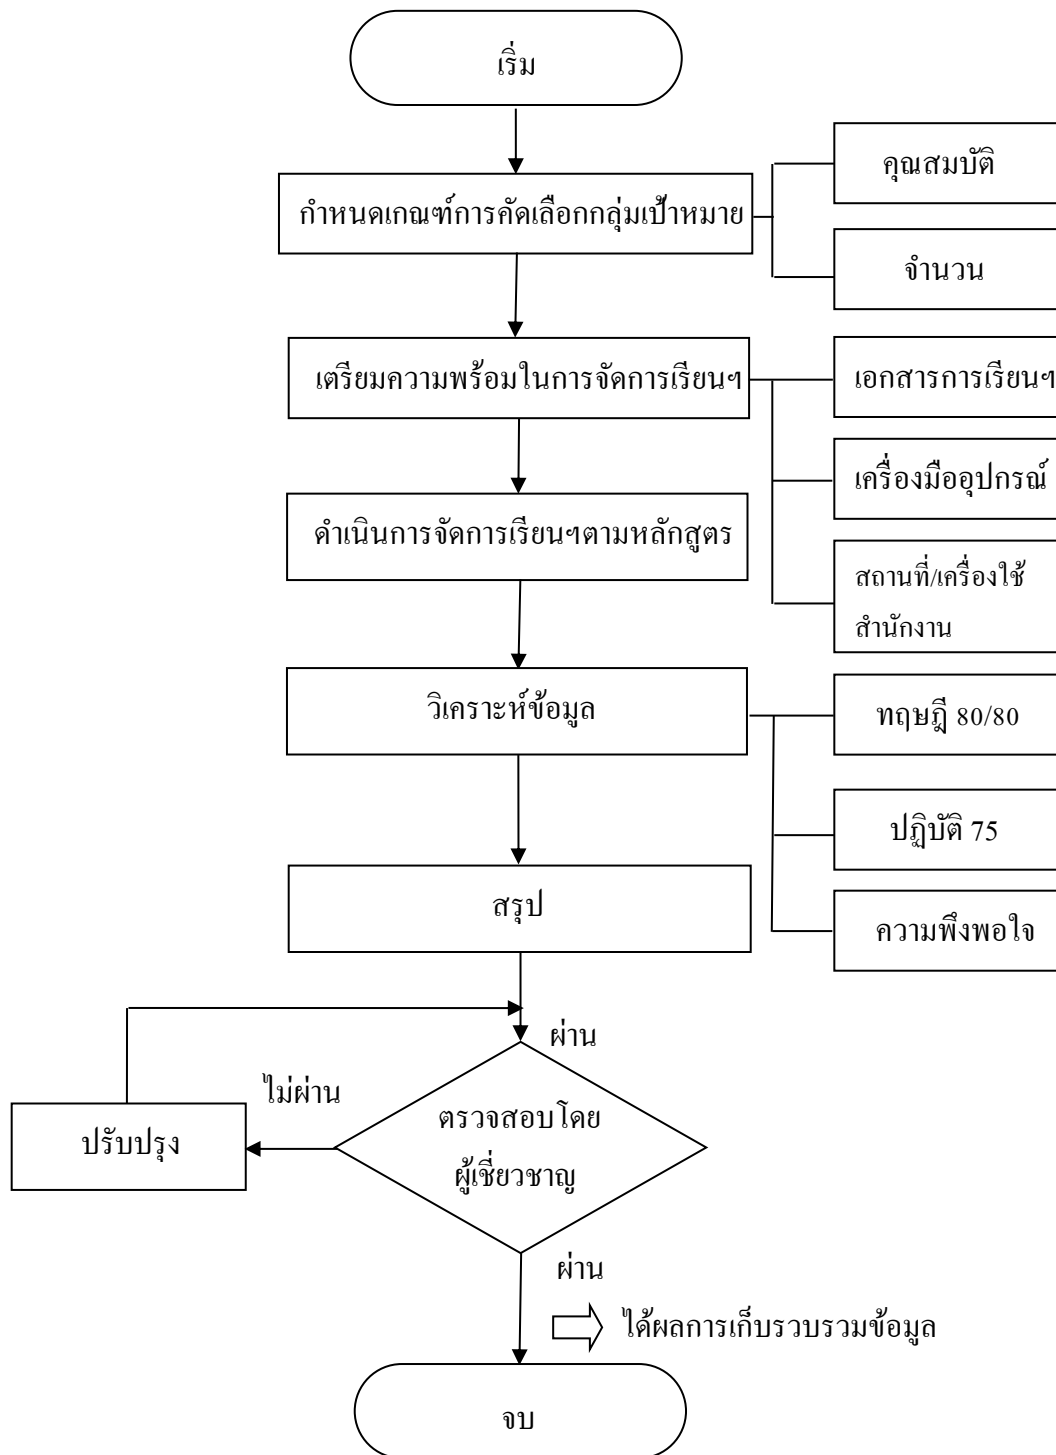 เริ่ม
กำหนดเกณฑ์การคัดเลือกกลุ่มเป้าหมาย
คุณสมบัติ
จำนวน
เตรียมความพร้อมในการจัดการเรียนฯ
เอกสารการเรียนฯ
เครื่องมืออุปกรณ์
สถานที่/เครื่องใช้
สำนักงาน
ดำเนินการจัดการเรียนฯตามหลักสูตร
วิเคราะห์ข้อมูล
ทฤษฎี 80/80
ปฏิบัติ 75
ความพึงพอใจ
สรุป
ผ่าน
ไม่ผ่าน
ปรับปรุง
ตรวจสอบโดย
ผู้เชี่ยวชาญ
ผ่าน
ได้ผลการเก็บรวบรวมข้อมูล
จบ